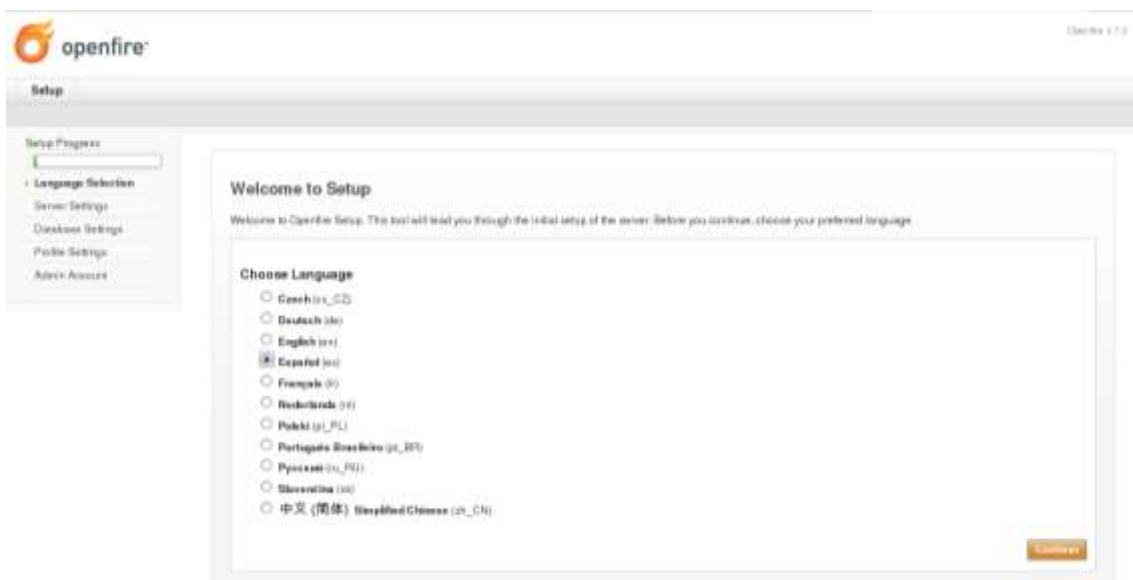 openfire
Setup
Setup Progress
Language Selection
Server Settings
Database Settings
Profile Settings
Admin Account
Welcome to Setup
Welcome to Openfire Setup. This tool will lead you through the initial setup of the server. Before you continue, choose your preferred language.
Choose Language
Czech (cs_CZ)
Deutsch (de)
English (en)
Español (es)
Français (fr)
Nederlands (nl)
Polski (pl_PL)
Português Brasileiro (pt_BR)
Русский (ru_RU)
Slovenčina (sk)
中文 (简体) Simplified Chinese (zh_CN)
Continue